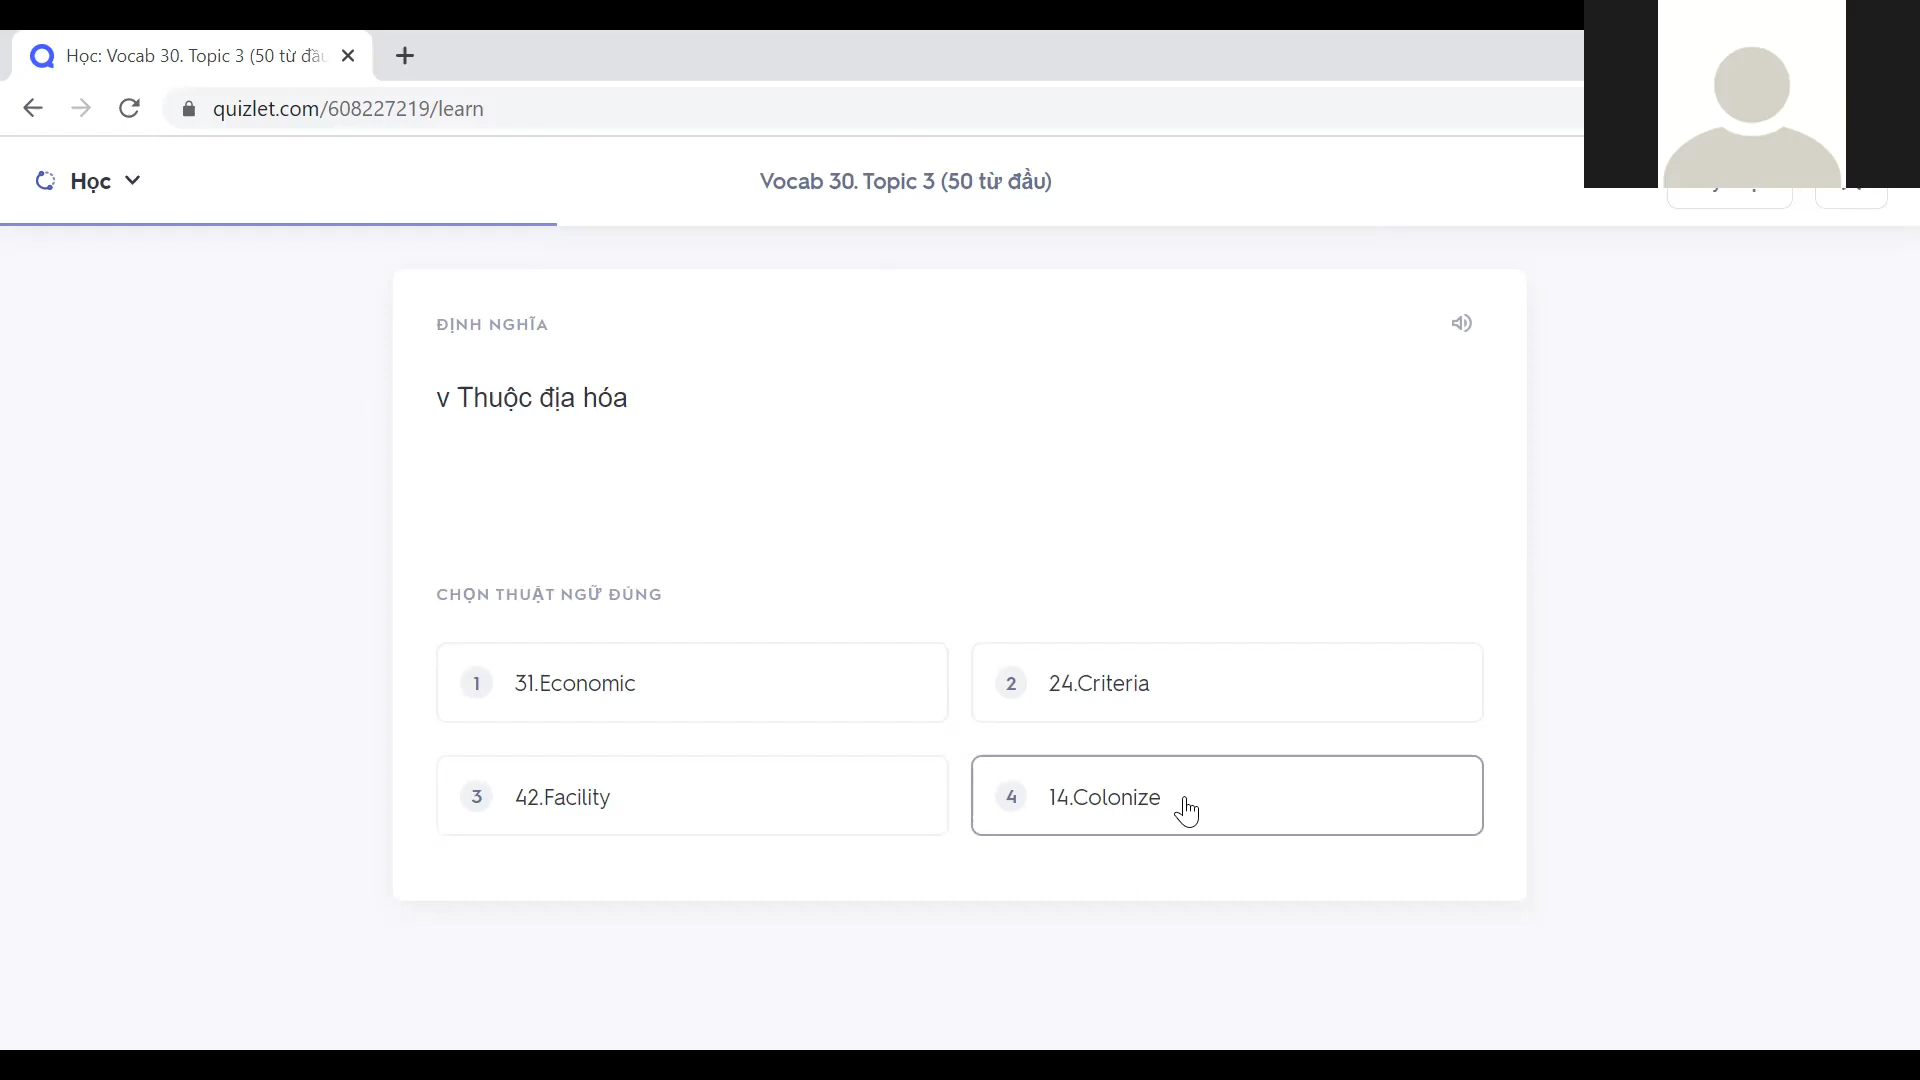 Học: Vocab 30. Topic 3 (50 từ đầu
quizlet.com/608227219/learn
Học
Vocab 30. Topic 3 (50 từ đầu)
ĐỊNH NGHĨA
v Thuộc địa hóa
CHỌN THUẬT NGỮ ĐÚNG
1 31.Economic
2 24.Criteria
3 42.Facility
4 14.Colonize